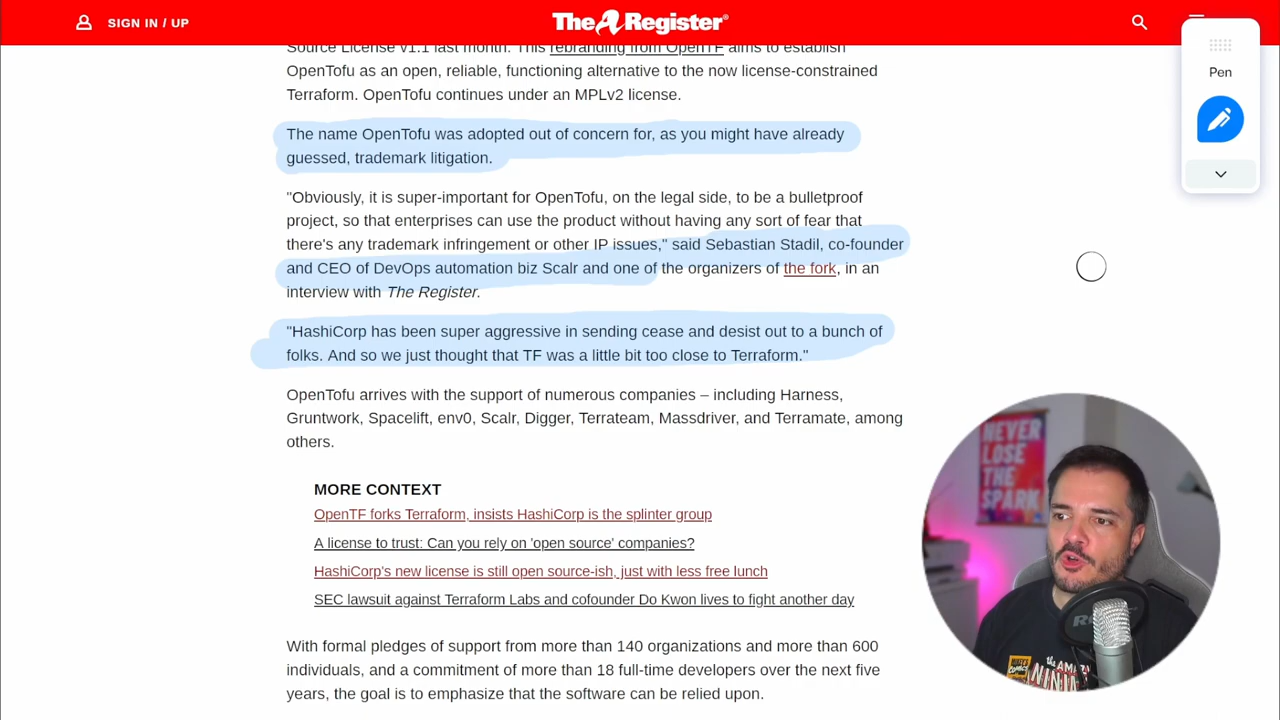 SIGN IN / UP
The Register
Pen
Source License v1.1 last month. This rebranding from OpenTF aims to establish
OpenTofu as an open, reliable, functioning alternative to the now license-constrained
Terraform. OpenTofu continues under an MPLv2 license.
The name OpenTofu was adopted out of concern for, as you might have already
guessed, trademark litigation.
"Obviously, it is super-important for OpenTofu, on the legal side, to be a bulletproof
project, so that enterprises can use the product without having any sort of fear that
there's any trademark infringement or other IP issues," said Sebastian Stadil, co-founder
and CEO of DevOps automation biz Scalr and one of the organizers of the fork, in an
interview with The Register.
"HashiCorp has been super aggressive in sending cease and desist out to a bunch of
folks. And so we just thought that TF was a little bit too close to Terraform."
OpenTofu arrives with the support of numerous companies – including Harness,
Gruntwork, Spacelift, env0, Scalr, Digger, Terrateam, Massdriver, and Terramate, among
others.
MORE CONTEXT
OpenTF forks Terraform, insists HashiCorp is the splinter group
A license to trust: Can you rely on 'open source' companies?
HashiCorp's new license is still open source-ish, just with less free lunch
SEC lawsuit against Terraform Labs and cofounder Do Kwon lives to fight another day
With formal pledges of support from more than 140 organizations and more than 600
individuals, and a commitment of more than 18 full-time developers over the next five
years, the goal is to emphasize that the software can be relied upon.
NEVER
LOSE
THE
SPARK
the AMAZ
NINJA